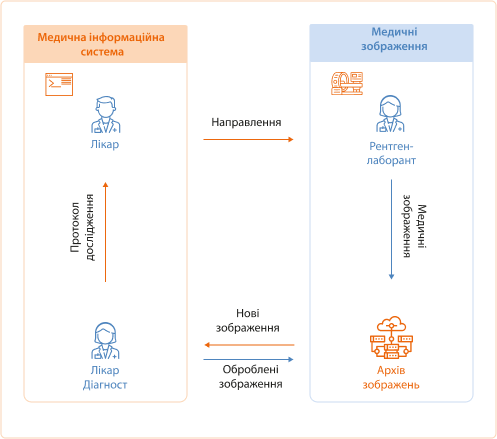 Медична інформаційна
система
Медичні
зображення
Лікар
Направлення
Рентген-
лаборант
Протокол
дослідження
Медичні
зображення
Нові
зображення
Лікар
Діагност
Оброблені
зображення
Архів
зображень